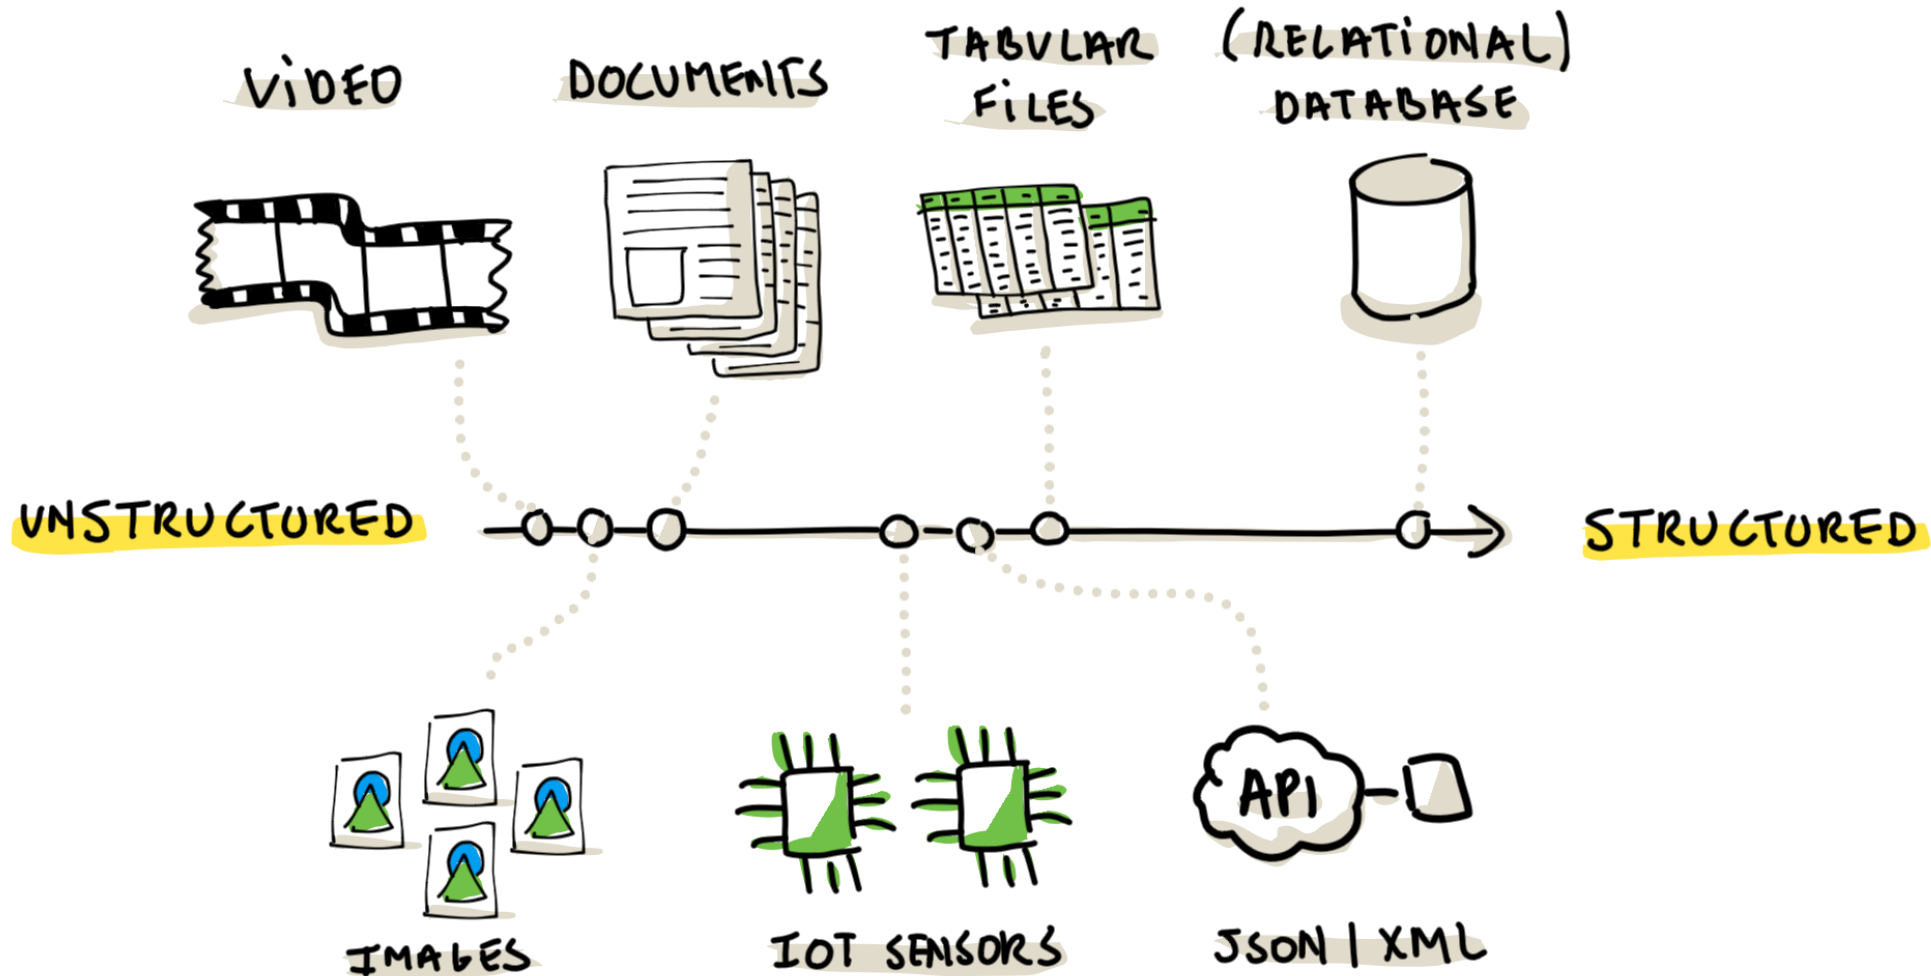 ViDEO
DOCUMENTS
TABULAR
FiLES
(RELATiONAL)
DATABASE
UNSTRUCTURED
STRUCTURED
API
IMAGES
IOT SENSORS
JSON | XML